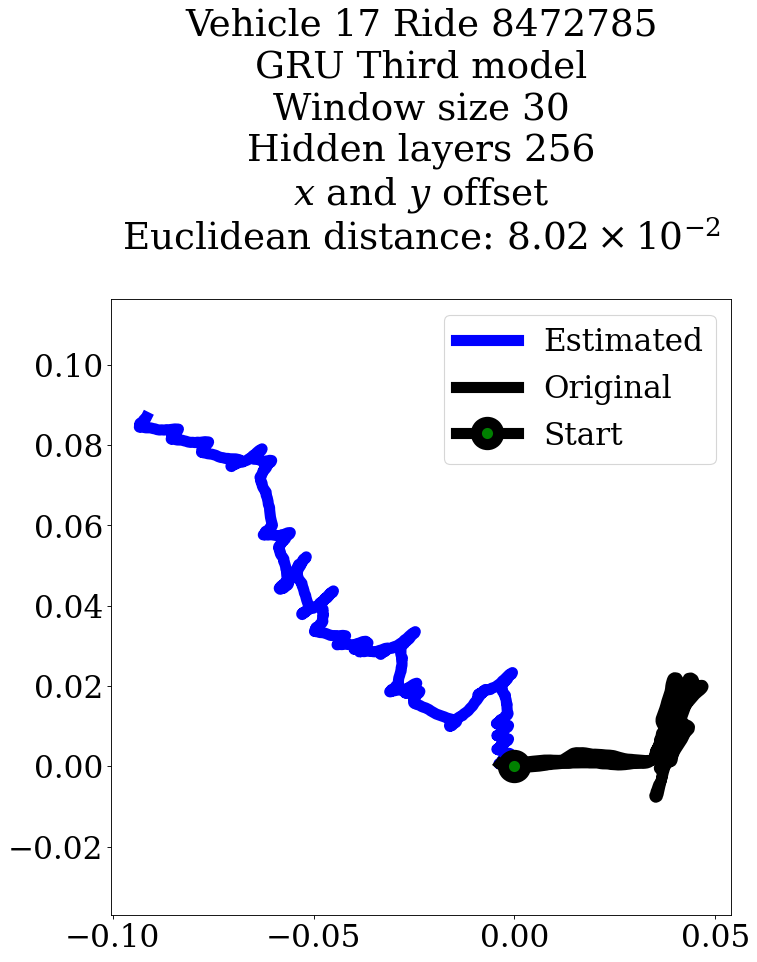 Vehicle 17 Ride 8472785
GRU Third model
Window size 30
Hidden layers 256
x and y offset
Euclidean distance: 8.02 × 10⁻²
Estimated
Original
Start
0.10
0.08
0.06
0.04
0.02
0.00
−0.02
−0.10 −0.05 0.00 0.05